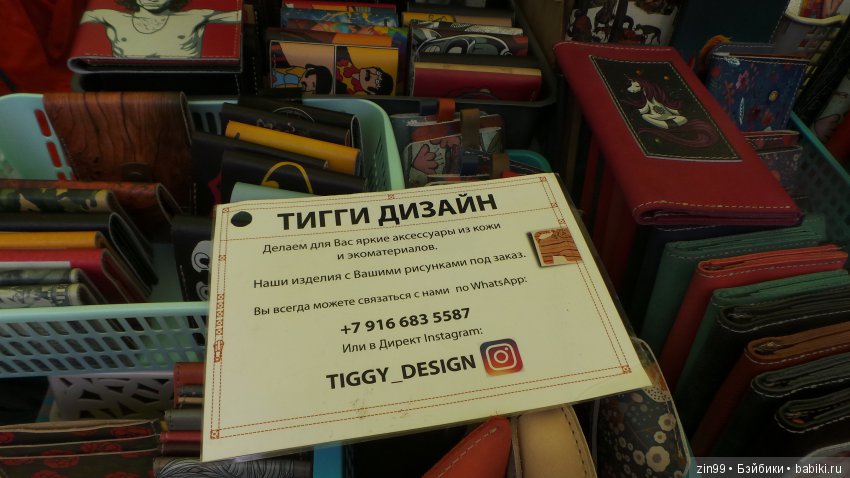 ТИГГИ ДИЗАЙН
Делаем для Вас яркие аксессуары из кожи
и экоматериалов.
Наши изделия с Вашими рисунками под заказ.
Вы всегда можете связаться с нами по WhatsApp:
+7 916 683 5587
Или в Директ Instagram:
TIGGY_DESIGN
zin99 • Бэйбики • babiki.ru